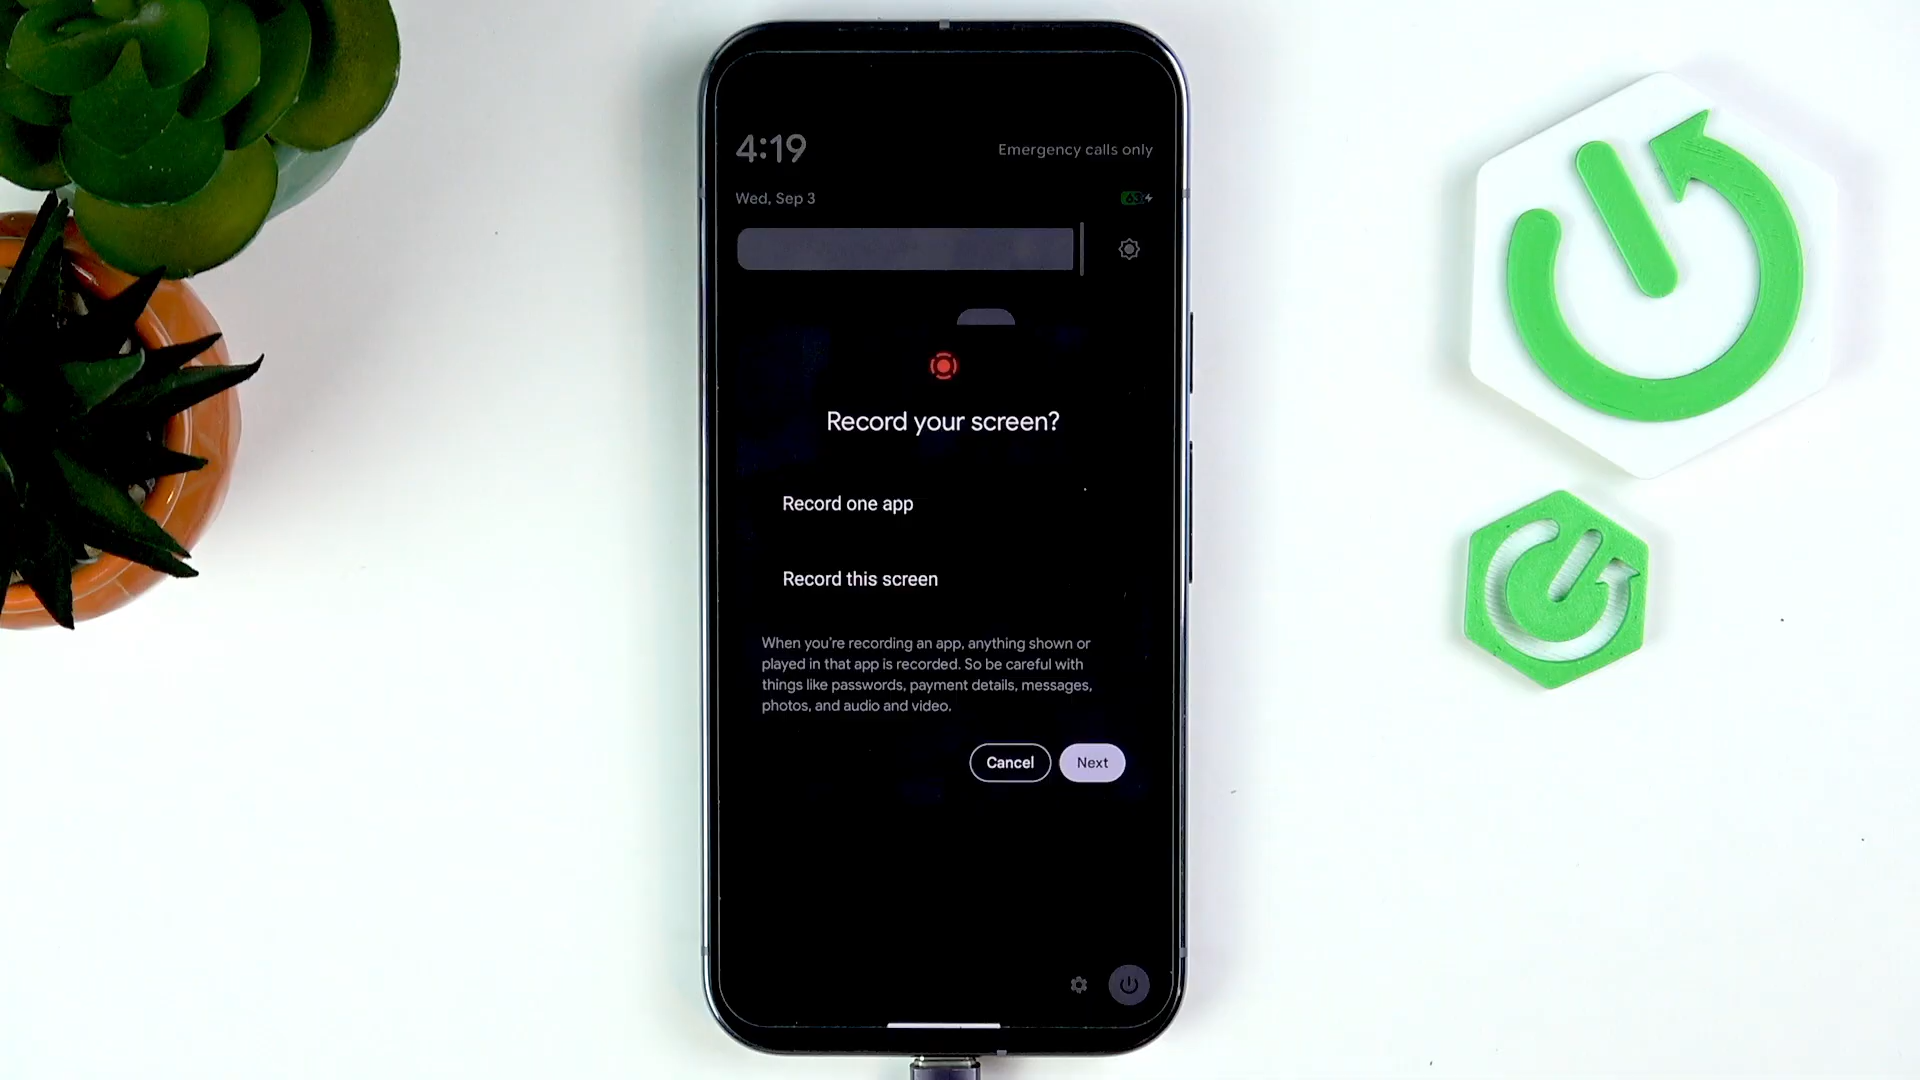 4:19
Emergency calls only
Wed, Sep 3
63
Record your screen?
Record one app
Record this screen
When you're recording an app, anything shown or
played in that app is recorded. So be careful with
things like passwords, payment details, messages,
photos, and audio and video.
Cancel
Next